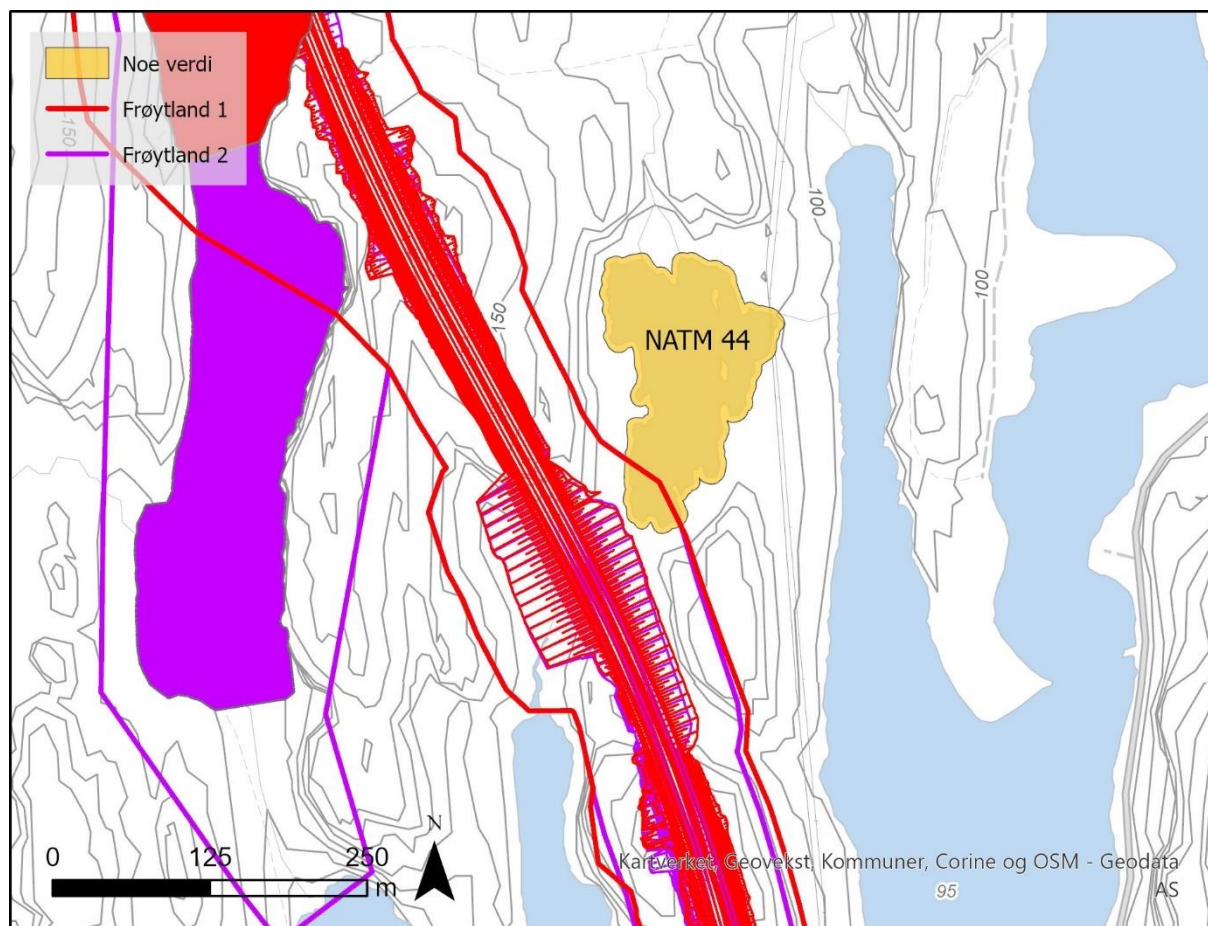 Noe verdi
Frøytland 1
Frøytland 2
150
150
100
100
NATM 44
N
0 125 250
m
Kartverket, Geovekst, Kommuner, Corine og OSM - Geodata
AS
95